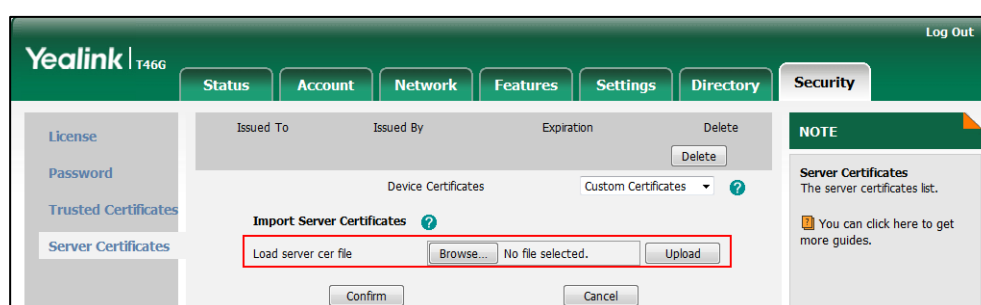 Log Out
Yealink | T46G
Status Account Network Features Settings Directory Security
License
Password
Trusted Certificates
Server Certificates
Issued To Issued By Expiration Delete
Delete
Device Certificates Custom Certificates ?
Import Server Certificates ?
Load server cer file Browse... No file selected. Upload
Confirm Cancel
NOTE
Server Certificates
The server certificates list.
? You can click here to get
more guides.